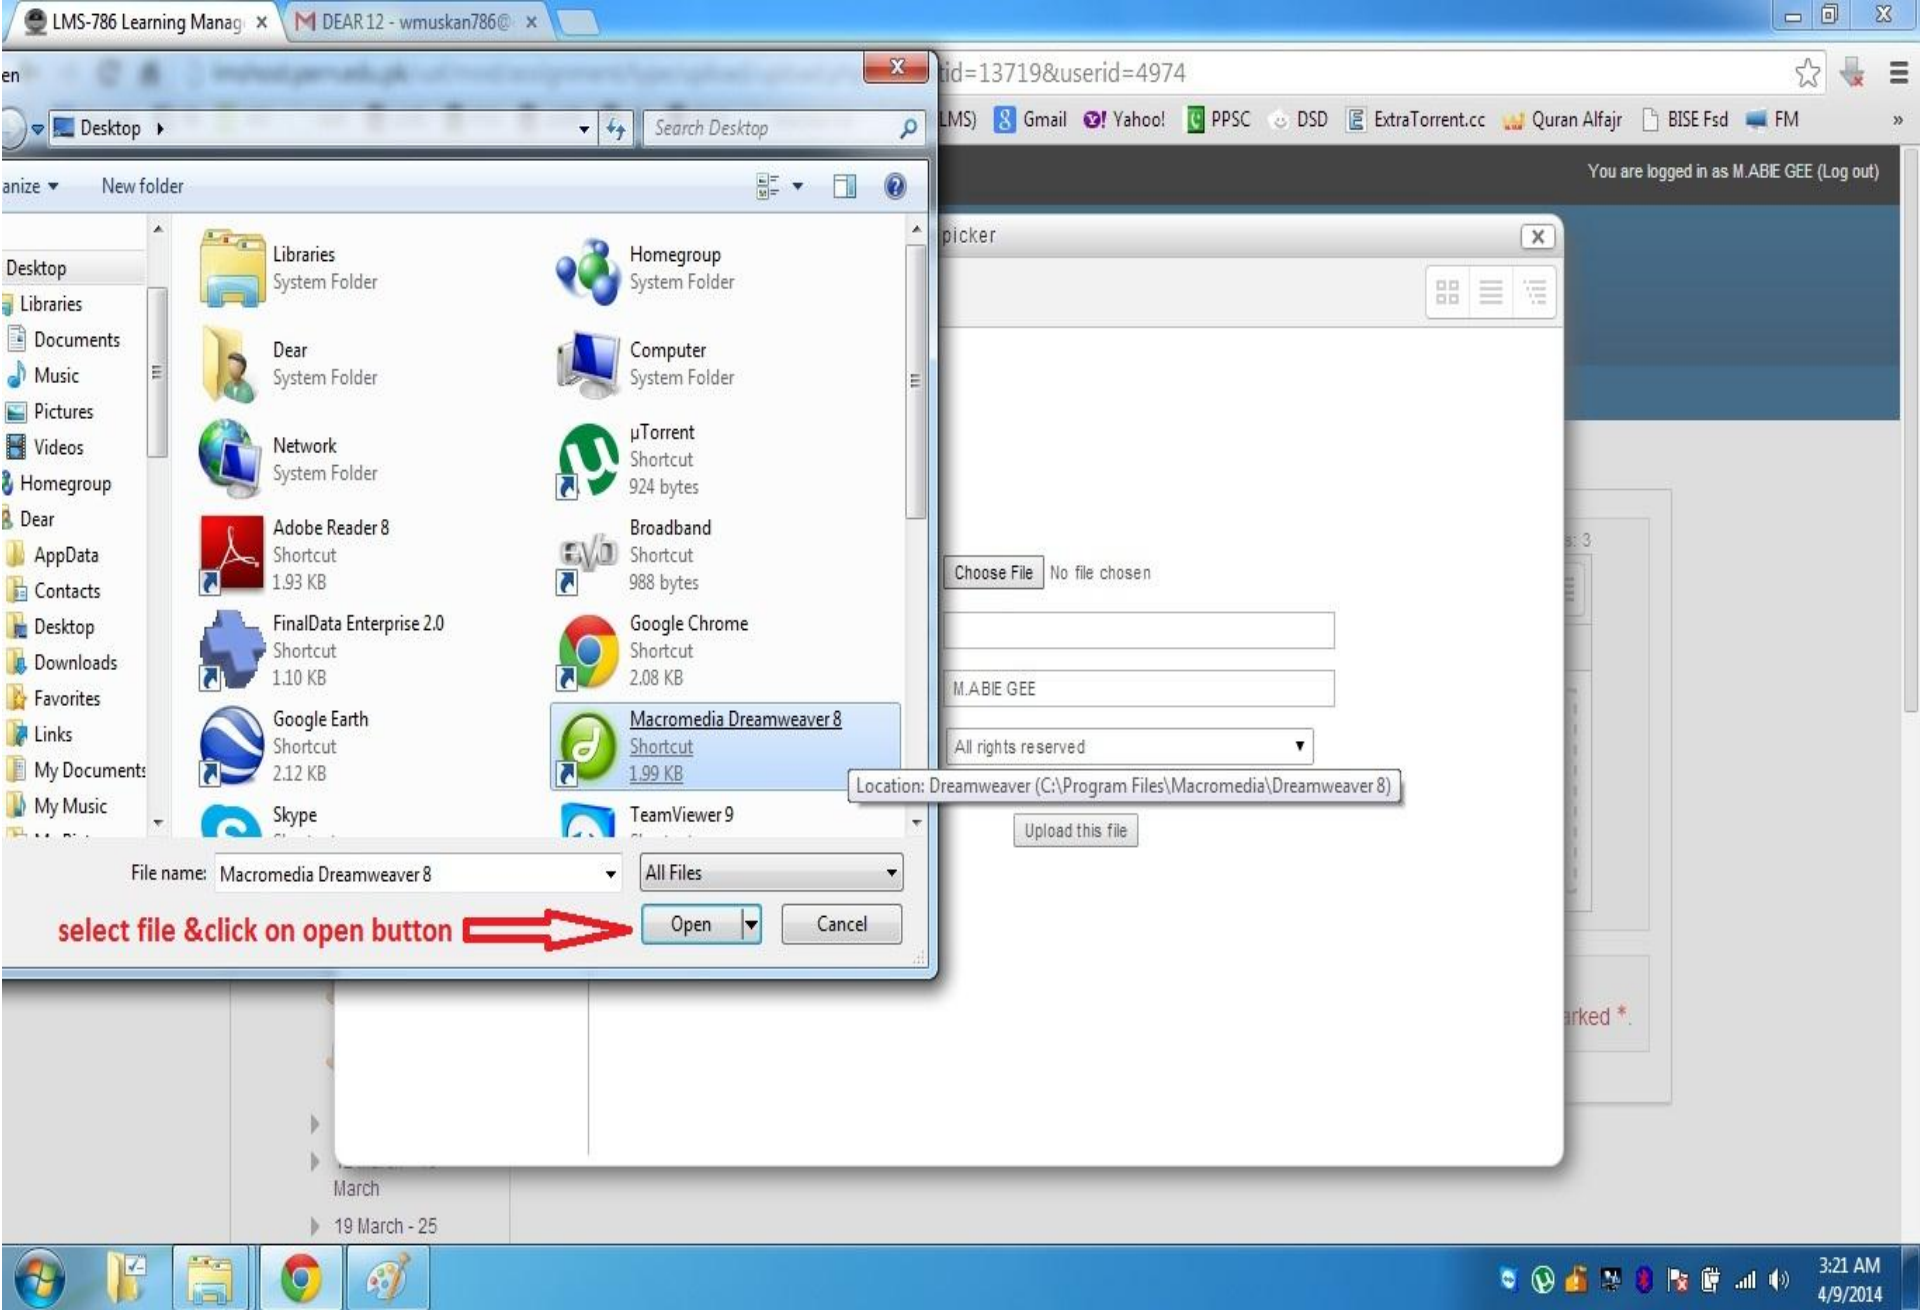 LMS-786 Learning Manag
DEAR 12 - wmuskan786@
en
tid=13719&userid=4974
Desktop
Search Desktop
LMS)
Gmail
Yahoo!
PPSC
DSD
ExtraTorrent.cc
Quran Alfajr
BISE Fsd
FM
»
anize
New folder
You are logged in as M.ABIE GEE (Log out)
picker
Desktop
Libraries
Documents
Music
Pictures
Videos
Homegroup
Dear
AppData
Contacts
Desktop
Downloads
Favorites
Links
My Documents
My Music
Libraries
System Folder
Homegroup
System Folder
Dear
System Folder
Computer
System Folder
Network
System Folder
µTorrent
Shortcut
924 bytes
Adobe Reader 8
Shortcut
1.93 KB
Broadband
Shortcut
988 bytes
FinalData Enterprise 2.0
Shortcut
1.10 KB
Google Chrome
Shortcut
2.08 KB
Google Earth
Shortcut
2.12 KB
Macromedia Dreamweaver 8
Shortcut
1.99 KB
Skype
TeamViewer 9
s: 3
Choose File No file chosen
M.ABIE GEE
All rights reserved
Location: Dreamweaver (C:\Program Files\Macromedia\Dreamweaver 8)
Upload this file
File name: Macromedia Dreamweaver 8
All Files
select file &click on open button
Open
Cancel
arked *.
March
19 March - 25
3:21 AM
4/9/2014